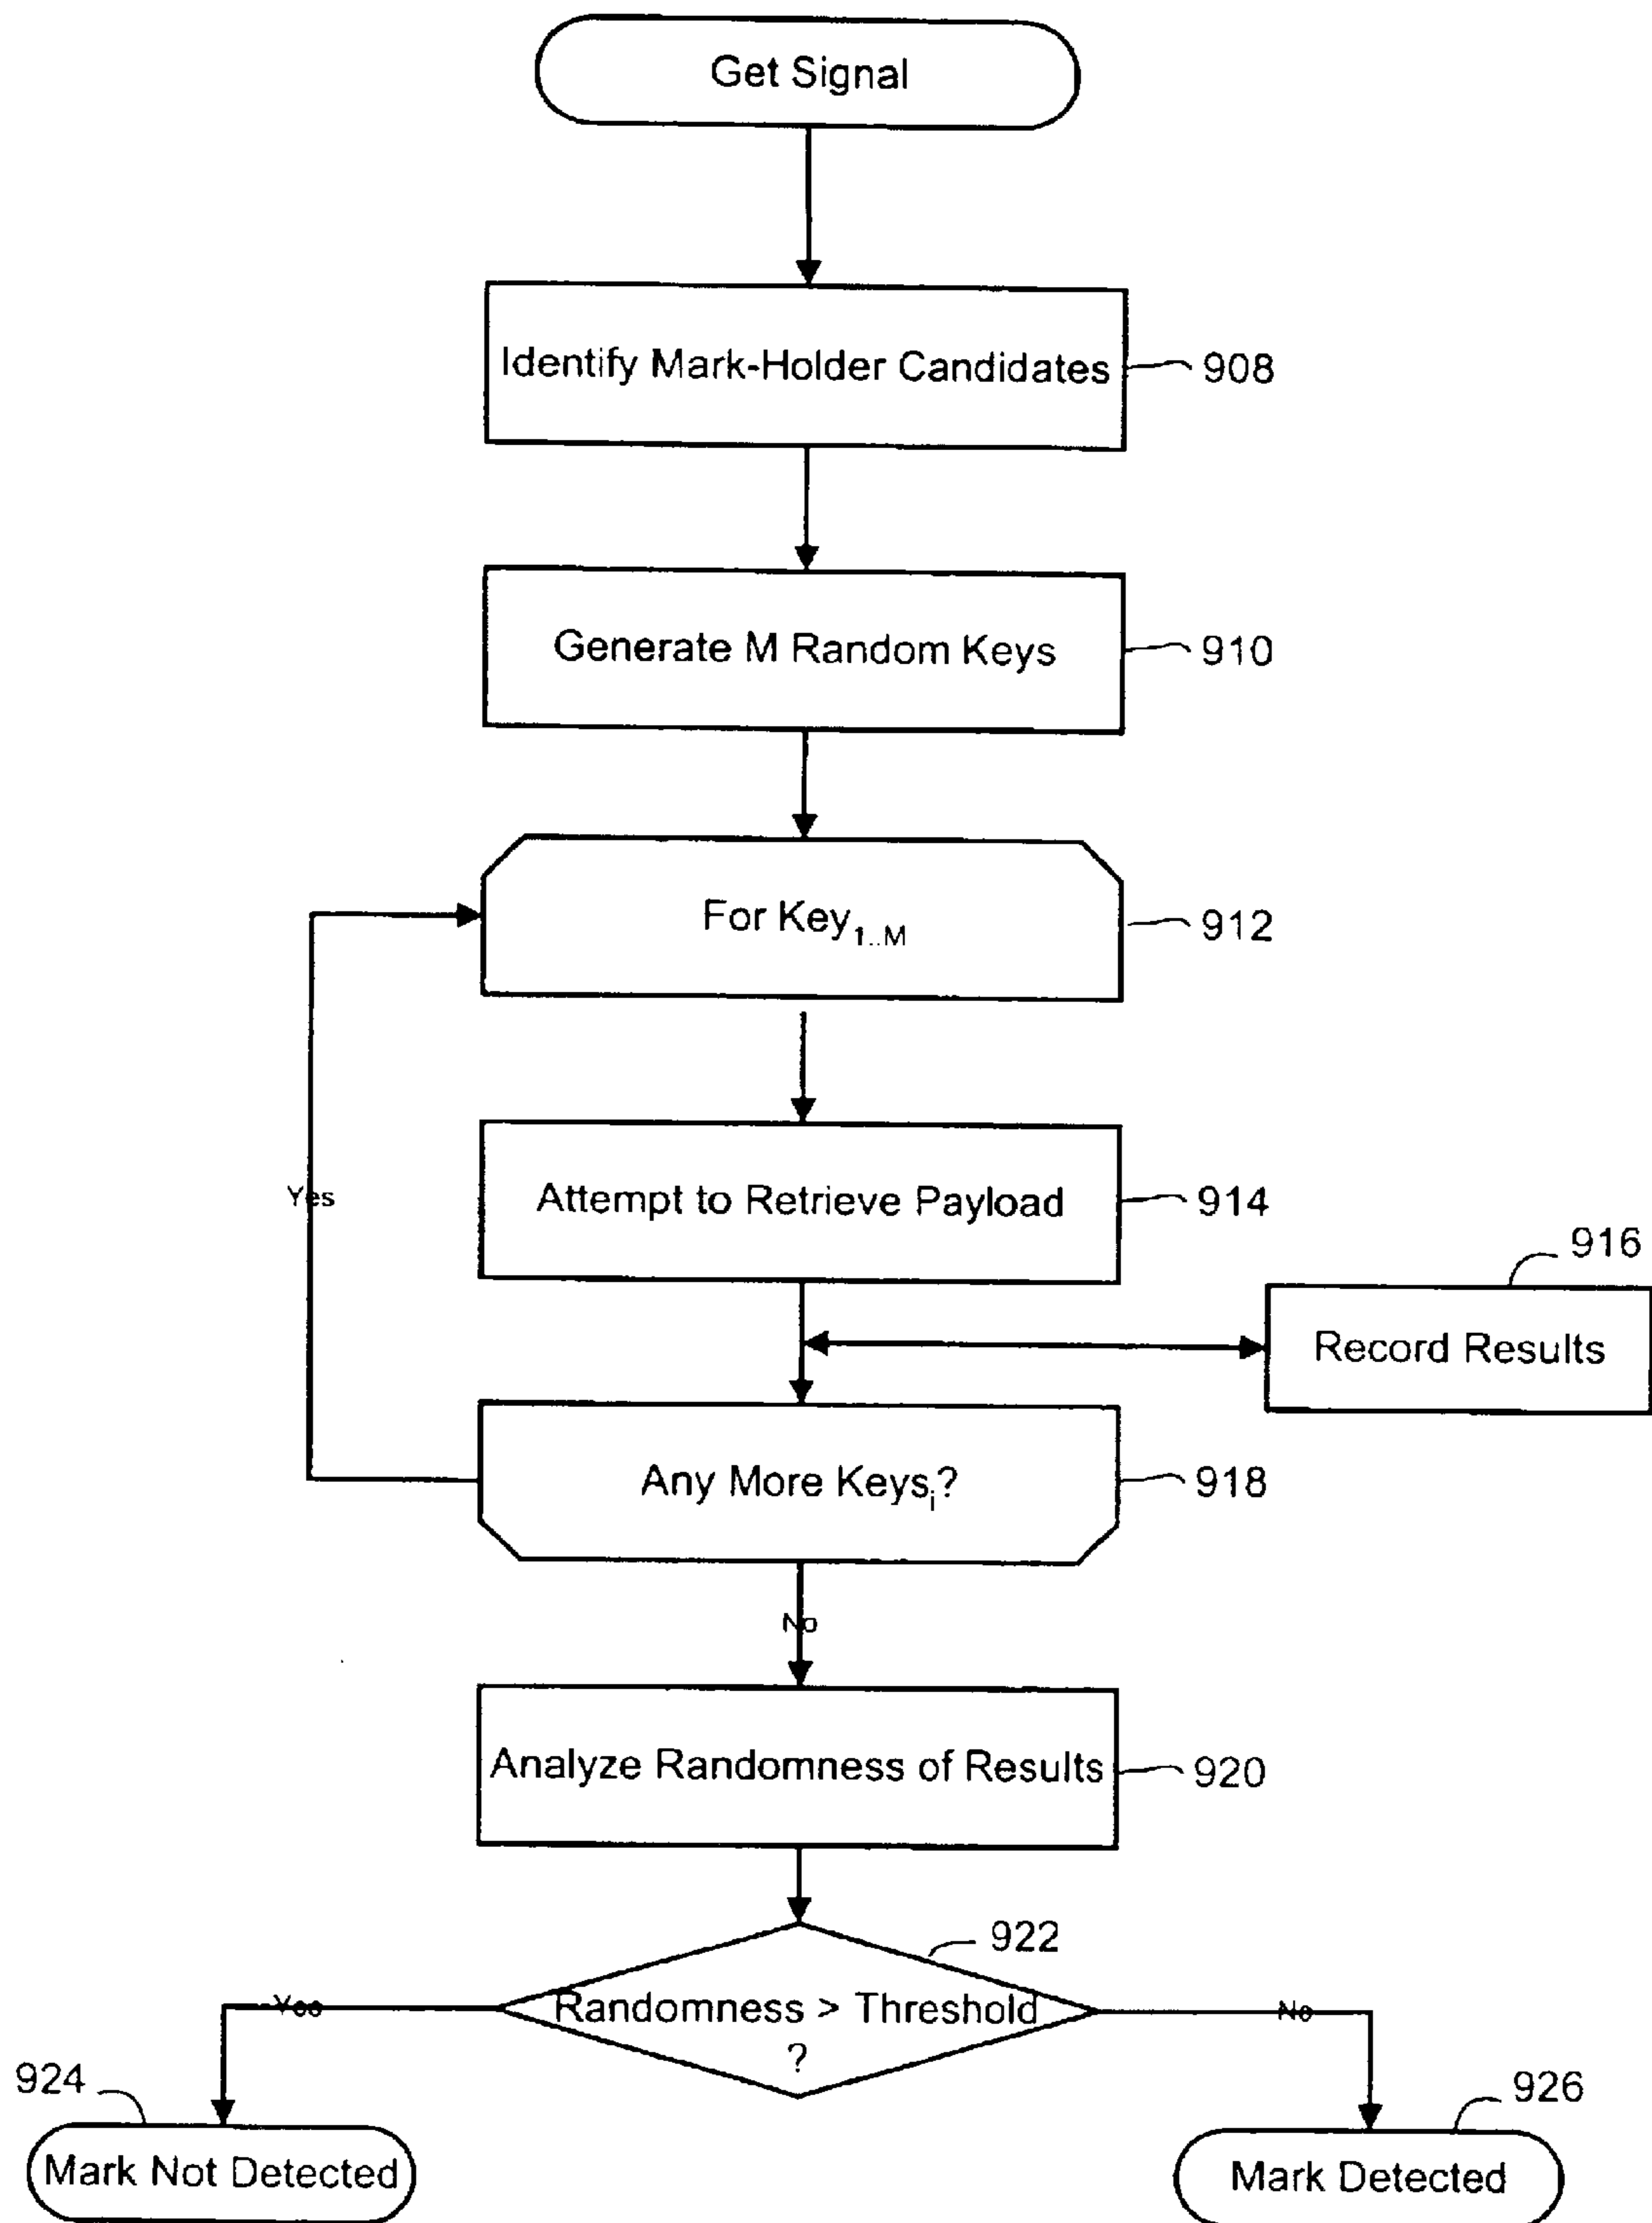 Get Signal
Identify Mark-Holder Candidates
908
Generate M Random Keys
910
For Key1..M
912
Attempt to Retrieve Payload
914
Yes
916
Record Results
Any More Keysi?
918
No
Analyze Randomness of Results
920
922
Randomness > Threshold
?
Yes
No
924
Mark Not Detected
926
Mark Detected